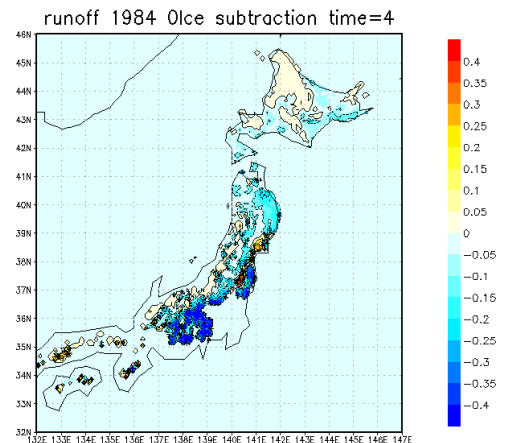 runoff 1984 0Ice subtraction time=4
46N
45N
44N
43N
42N
41N
40N
39N
38N
37N
36N
35N
34N
33N
32N
132E 133E 134E 135E 136E 137E 138E 139E 140E 141E 142E 143E 144E 145E 146E 147E
0.4
0.35
0.3
0.25
0.2
0.15
0.1
0.05
0
−0.05
−0.1
−0.15
−0.2
−0.25
−0.3
−0.35
−0.4